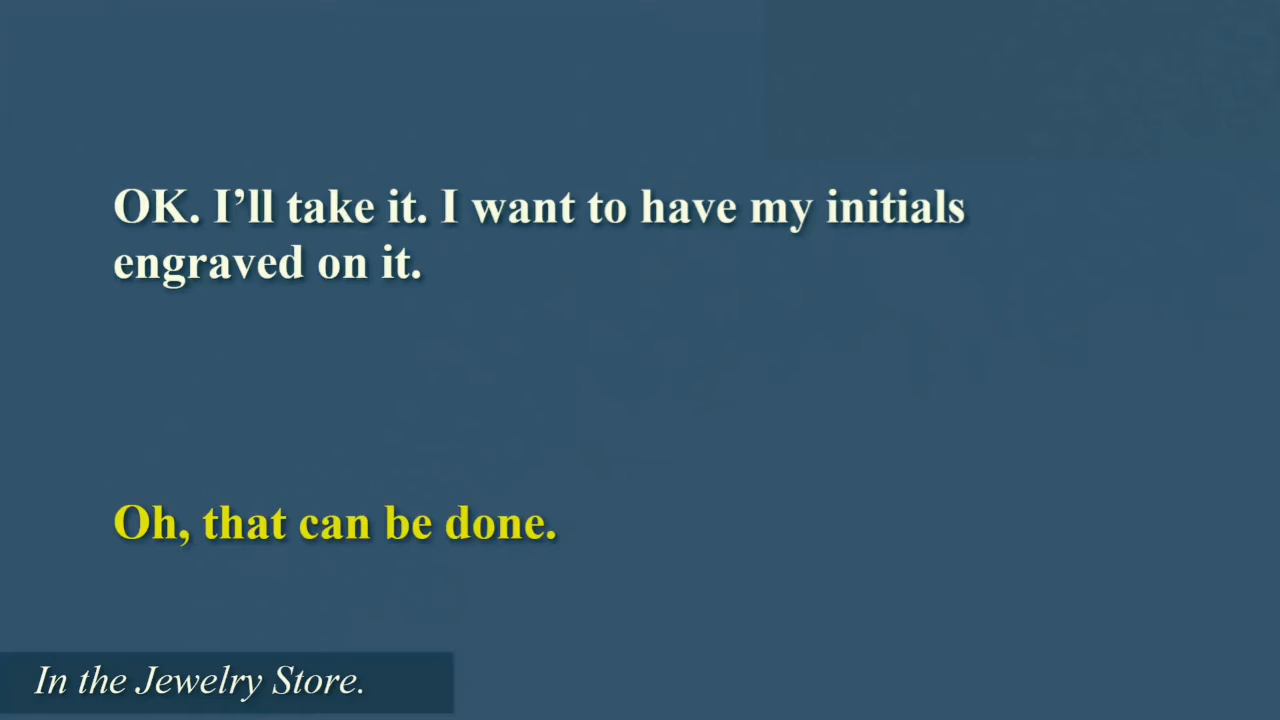 OK. I’ll take it. I want to have my initials
engraved on it.
Oh, that can be done.
In the Jewelry Store.